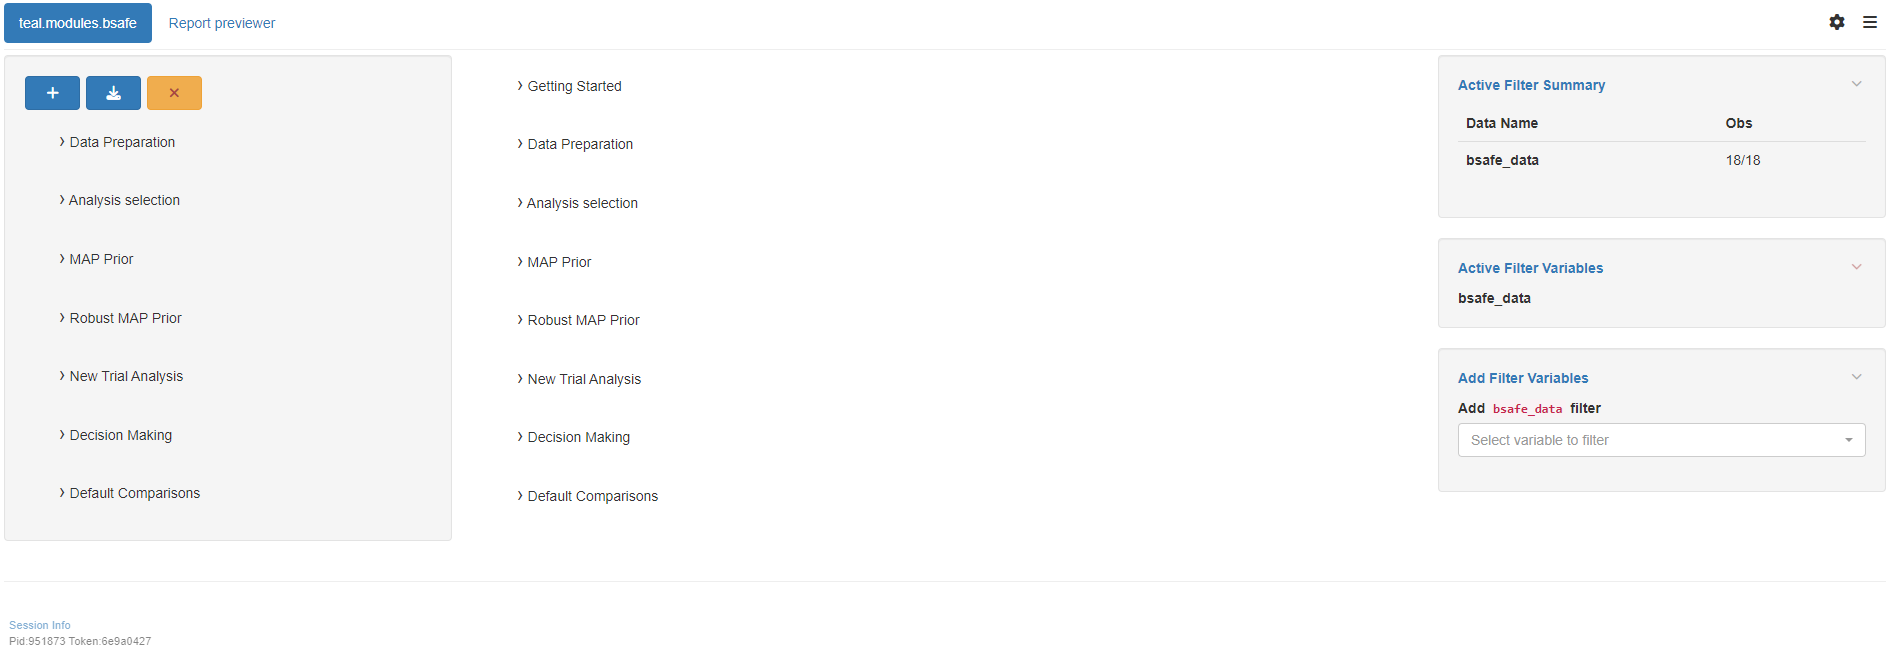 teal.modules.bsafe
Report previewer
Data Preparation
Analysis selection
MAP Prior
Robust MAP Prior
New Trial Analysis
Decision Making
Default Comparisons
Getting Started
Data Preparation
Analysis selection
MAP Prior
Robust MAP Prior
New Trial Analysis
Decision Making
Default Comparisons
Active Filter Summary
Data Name Obs
bsafe_data 18/18
Active Filter Variables
bsafe_data
Add Filter Variables
Add bsafe_data filter
Select variable to filter
Session Info
Pid:951873 Token:6e9a0427